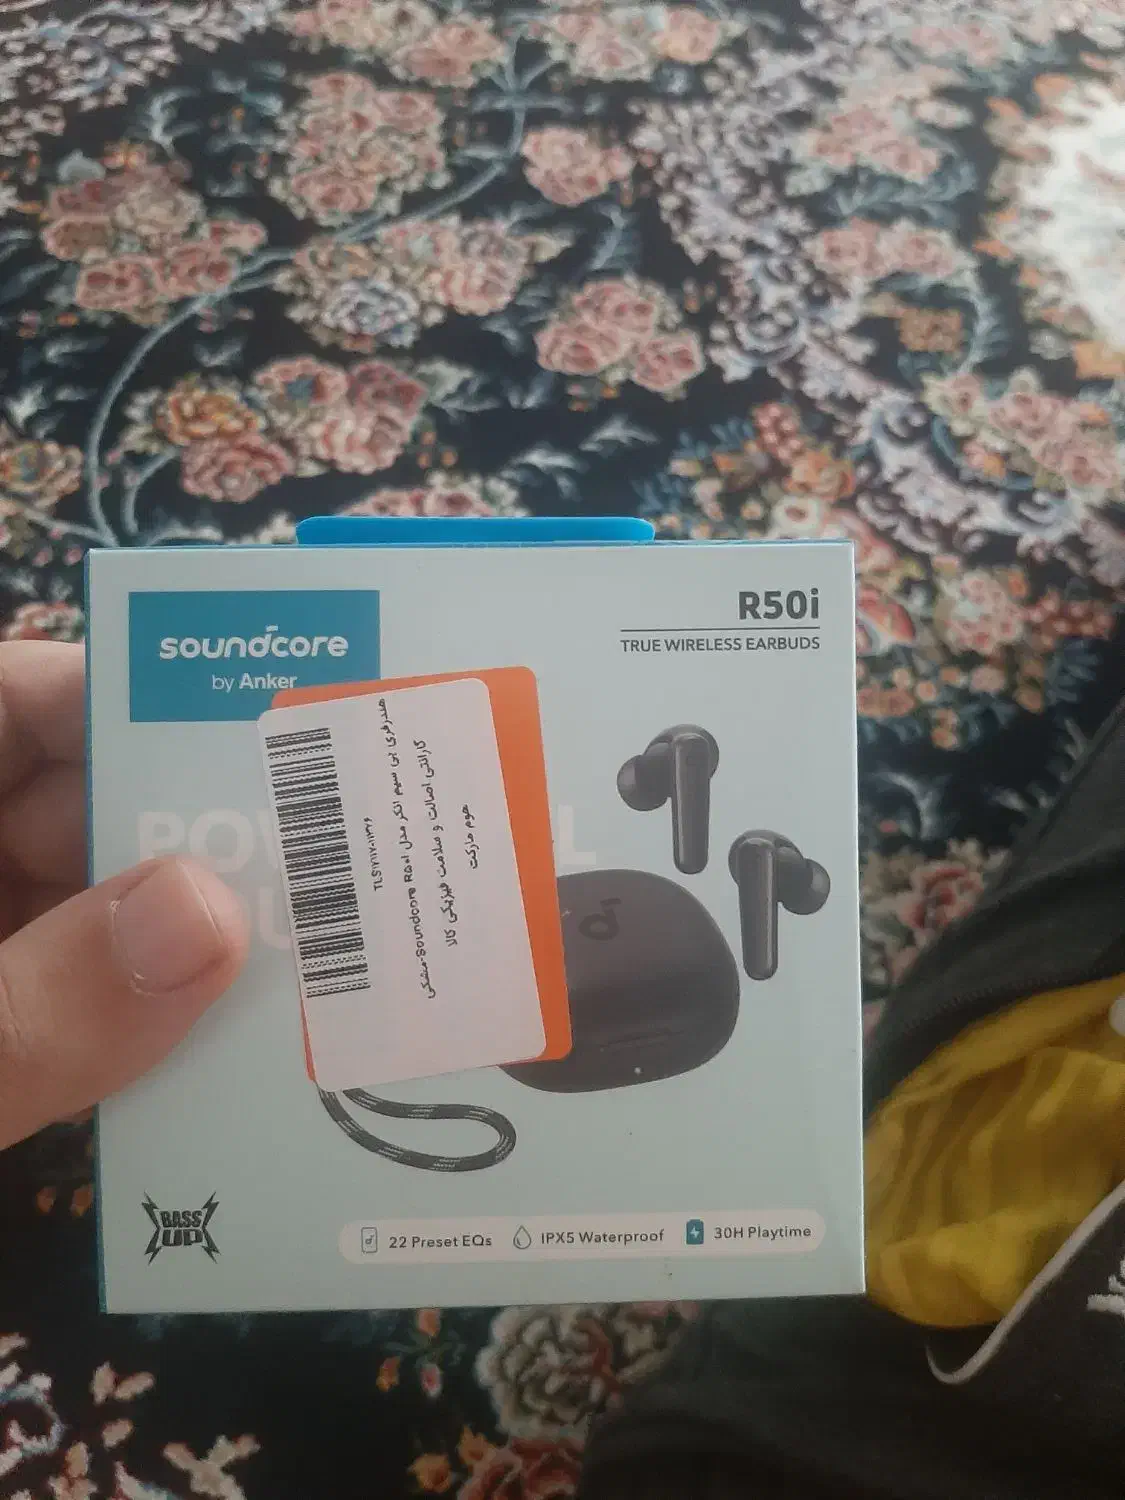 soundcore
by Anker
R50i
TRUE WIRELESS EARBUDS
هندزفری بی سیم انکر مدل Soundcore R50i-مشکی
گارانتی اصالت و سلامت فیزیکی کالا
هوم مارکت
BASS
UP
22 Preset EQs
IPX5 Waterproof
30H Playtime